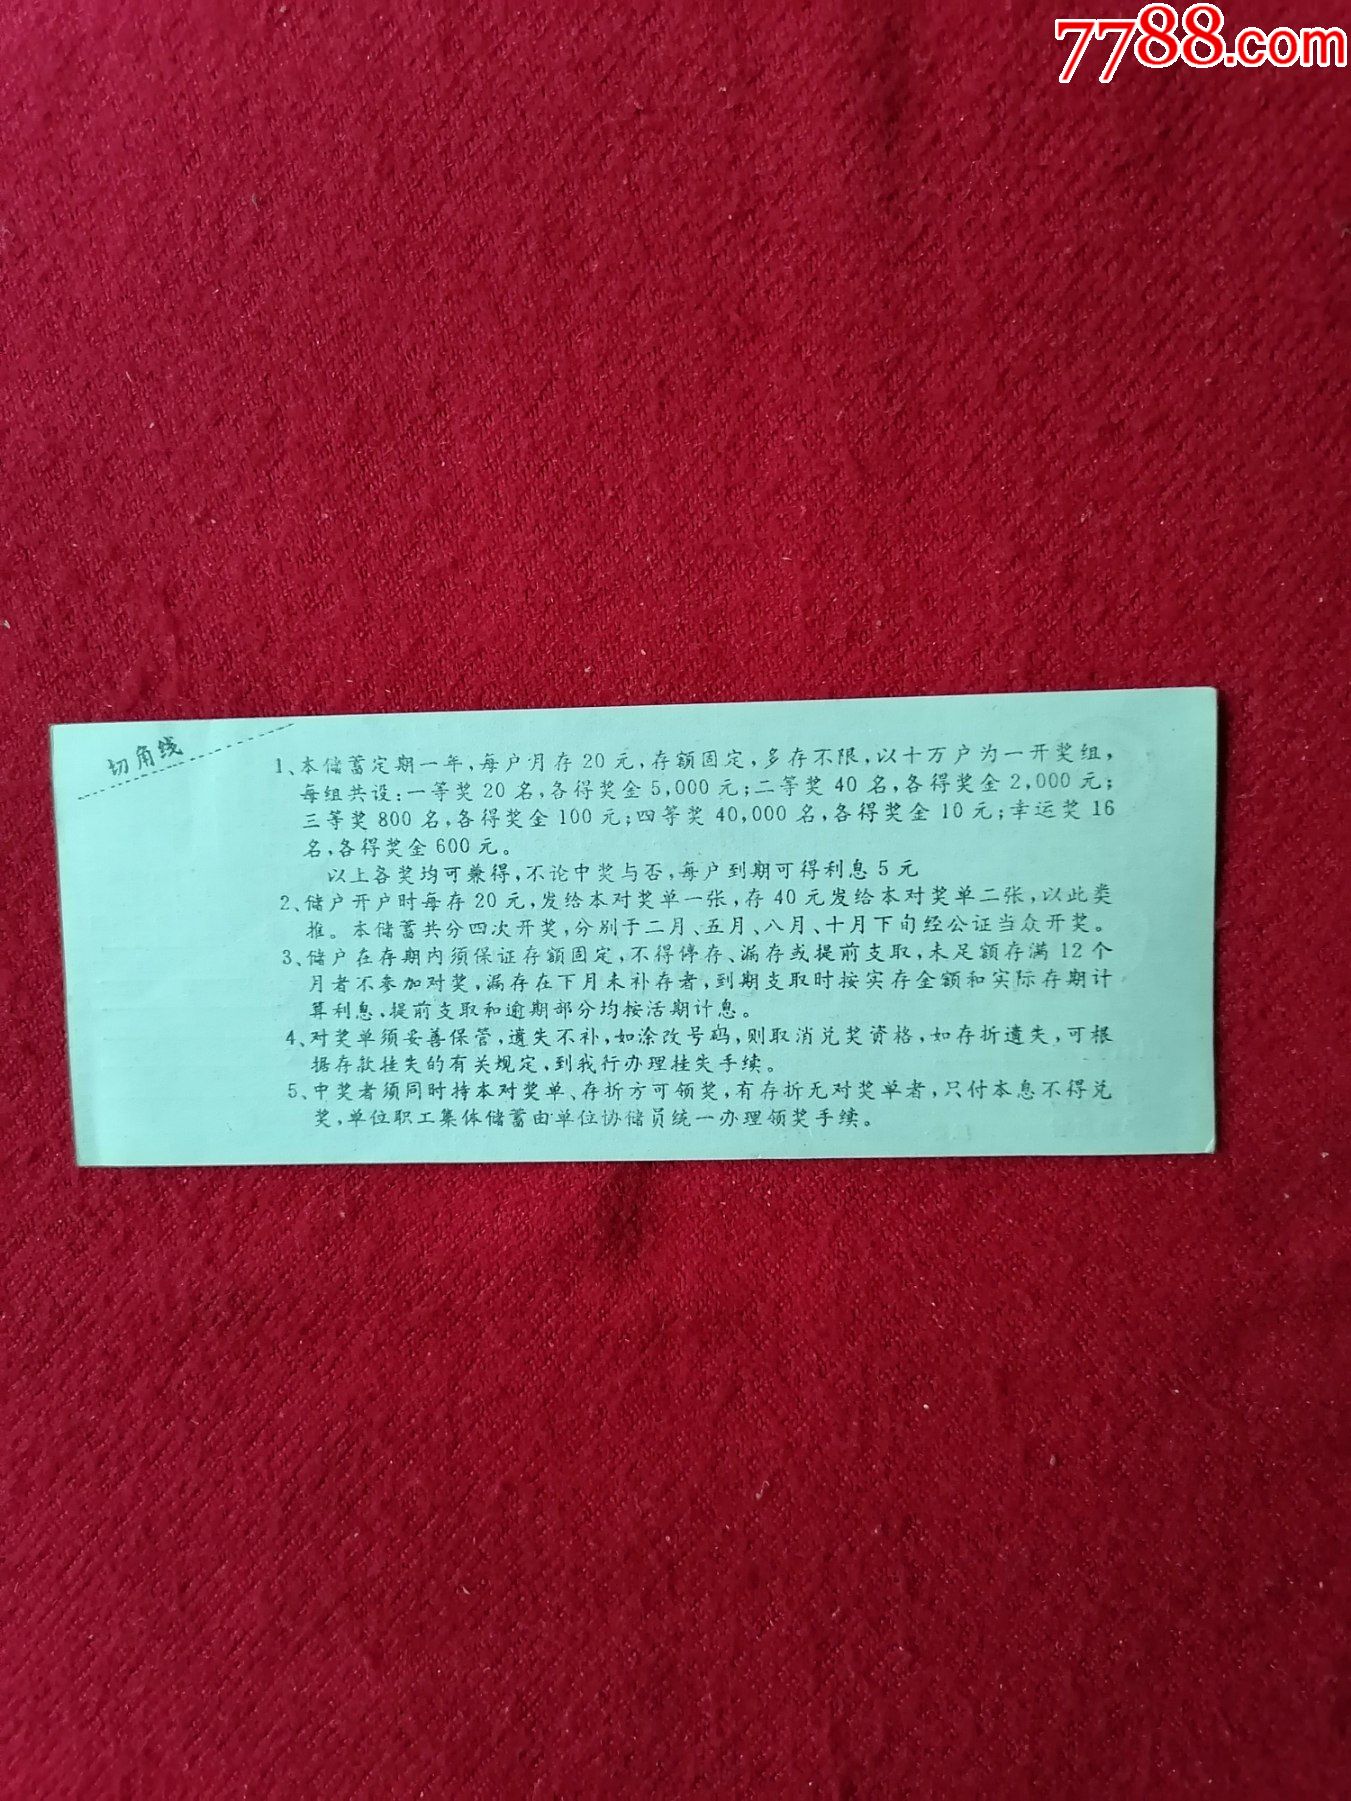 7788.com
切角线
1、本储蓄定期一年,每户月存20元,存额固定,多存不限,以十万户为一开奖组,
每组共设:一等奖20名,各得奖金5,000元;二等奖40名,各得奖金2,000元;
三等奖800名,各得奖金100元;四等奖40,000名,各得奖金10元;幸运奖16
名,各得奖金600元。
以上各奖均可兼得,不论中奖与否,每户到期可得利息5元
2、储户开户时每存20元,发给本对奖单一张,存40元发给本对奖单二张,以此类
推。本储蓄共分四次开奖,分别于二月、五月、八月、十月下旬经公证当众开奖。
3、储户在存期内须保证存额固定,不得停存、漏存或提前支取,未足额存满12个
月者不参加对奖,漏存在下月未补存者,到期支取时按实存金额和实际存期计
算利息,提前支取和逾期部分均按活期计息。
4、对奖单须妥善保管,遗失不补,如涂改号码,则取消兑奖资格,如存折遗失,可根
据存款挂失的有关规定,到我行办理挂失手续。
5、中奖者须同时持本对奖单、存折方可领奖,有存折无对奖单者,只付本息不得兑
奖,单位职工集体储蓄由单位协储员统一办理领奖手续。